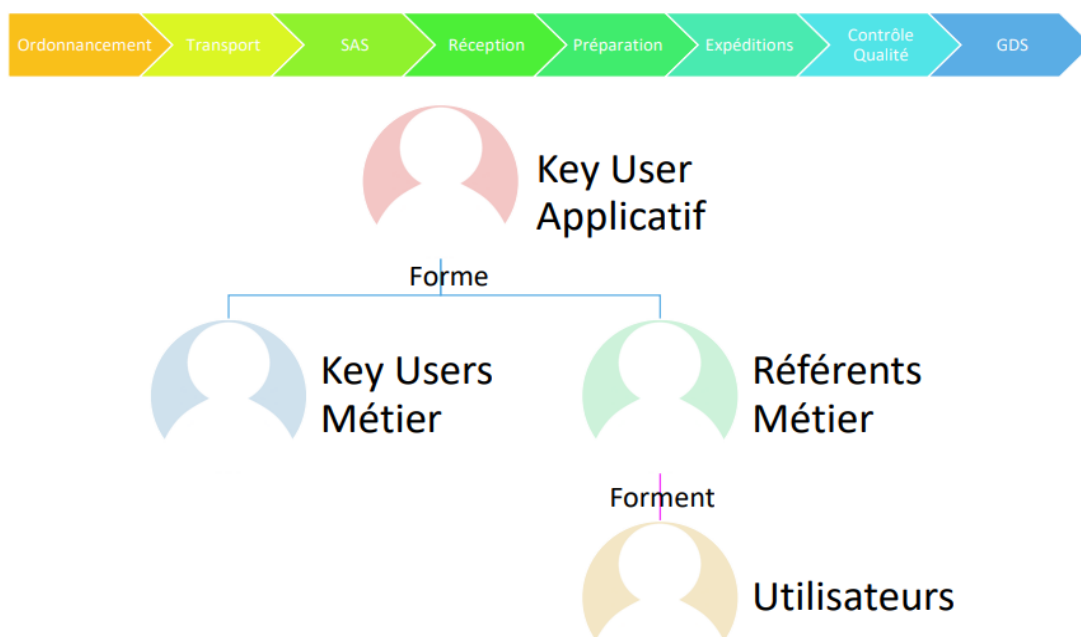 Ordonnancement
Transport
SAS
Réception
Préparation
Expéditions
Contrôle
Qualité
GDS
Key User
Applicatif
Forme
Key Users
Métier
Référents
Métier
Forment
Utilisateurs